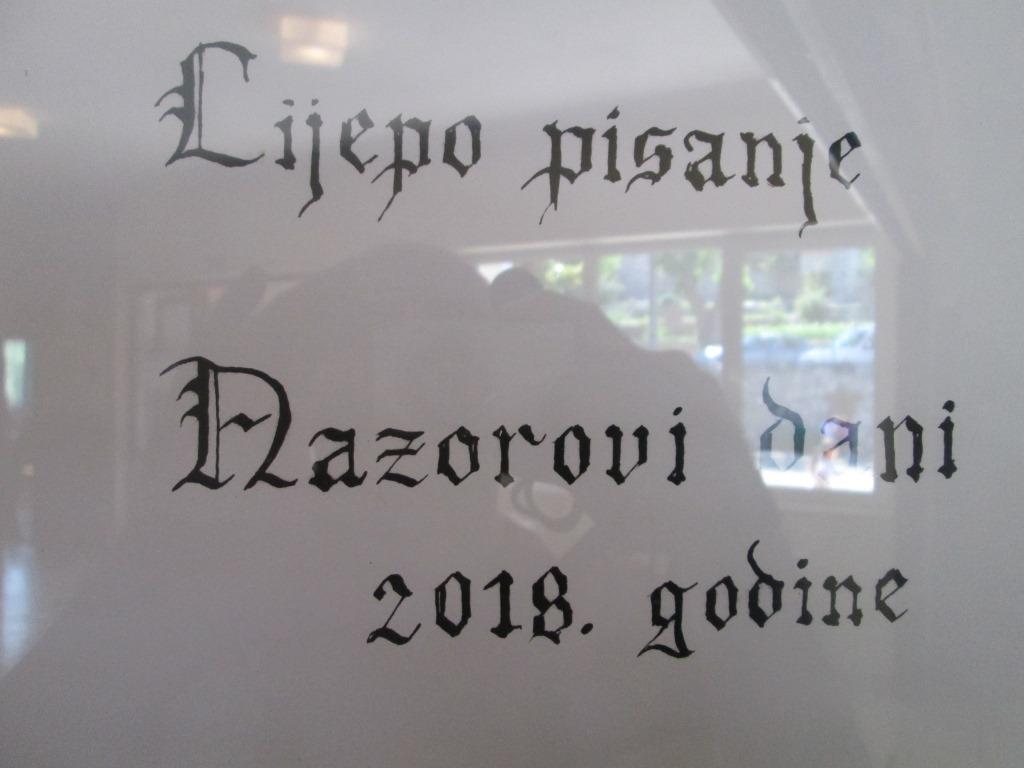 Lijepo pisanje
Nazorovi dani
2018. godine